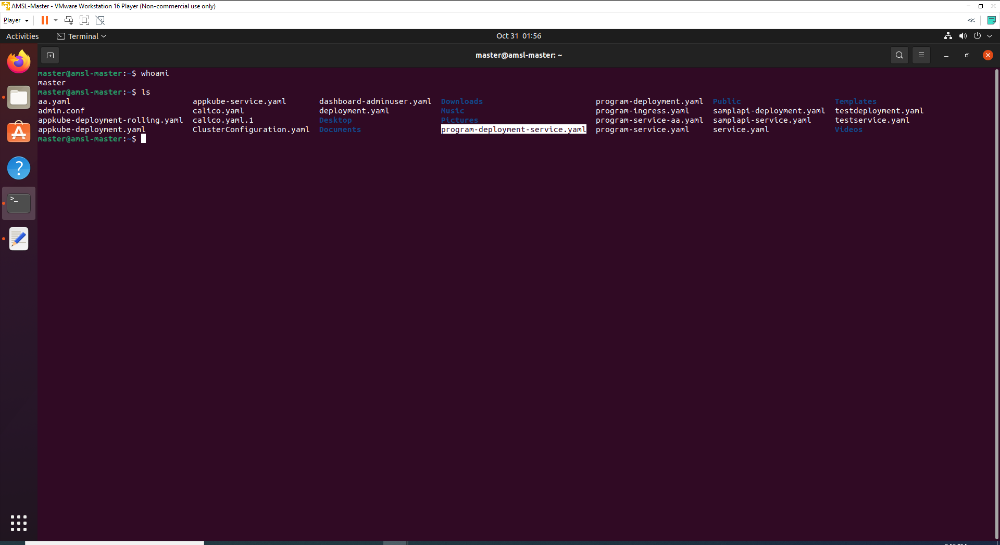 AMSL-Master - VMware Workstation 16 Player (Non-commercial use only)
Player
Activities Terminal Oct 31 01:56
master@amsl-master: ~
master@amsl-master:~$ whoami
master
master@amsl-master:~$ ls
aa.yaml appkube-service.yaml dashboard-adminuser.yaml Downloads program-deployment.yaml Public Templates
admin.conf calico.yaml deployment.yaml Music program-ingress.yaml samplapi-deployment.yaml testdeployment.yaml
appkube-deployment-rolling.yaml calico.yaml.1 Desktop Pictures program-service-aa.yaml samplapi-service.yaml testservice.yaml
appkube-deployment.yaml ClusterConfiguration.yaml Documents program-deployment-service.yaml program-service.yaml service.yaml Videos
master@amsl-master:~$